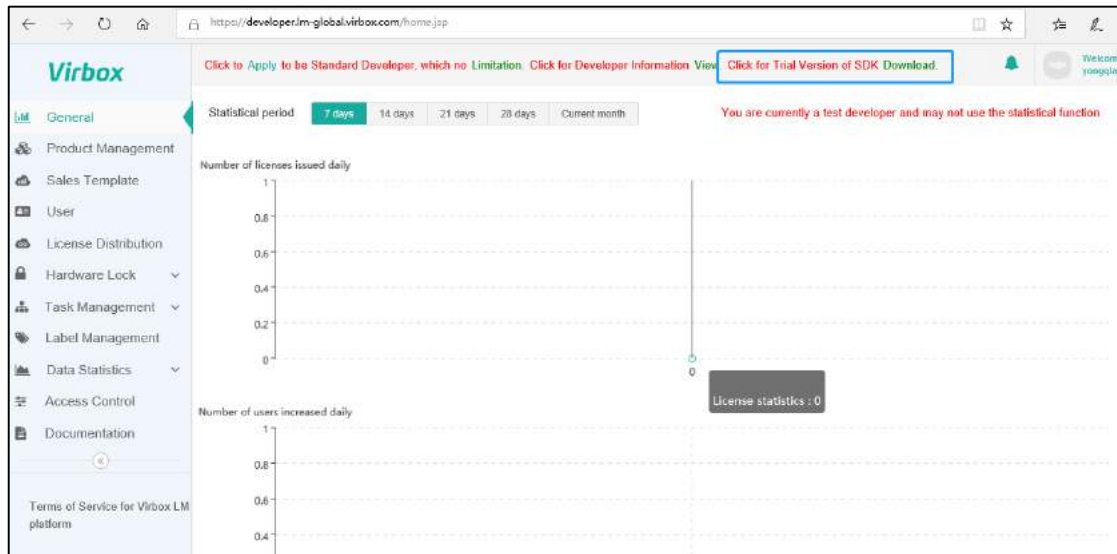 https://developer.lm-global.virbox.com/home.jsp
Virbox
Click to Apply to be Standard Developer, which no Limitation. Click for Developer Information View. Click for Trial Version of SDK Download.
General
Product Management
Sales Template
User
License Distribution
Hardware Lock
Task Management
Label Management
Data Statistics
Access Control
Documentation
Terms of Service for Virbox LM
platform
Statistical period 7 days 14 days 21 days 28 days Current month
You are currently a test developer and may not use the statistical function
Number of licenses issued daily
1
0.8
0.6
0.4
0.2
0
0
License statistics : 0
Number of users increased daily
1
0.8
0.6
0.4